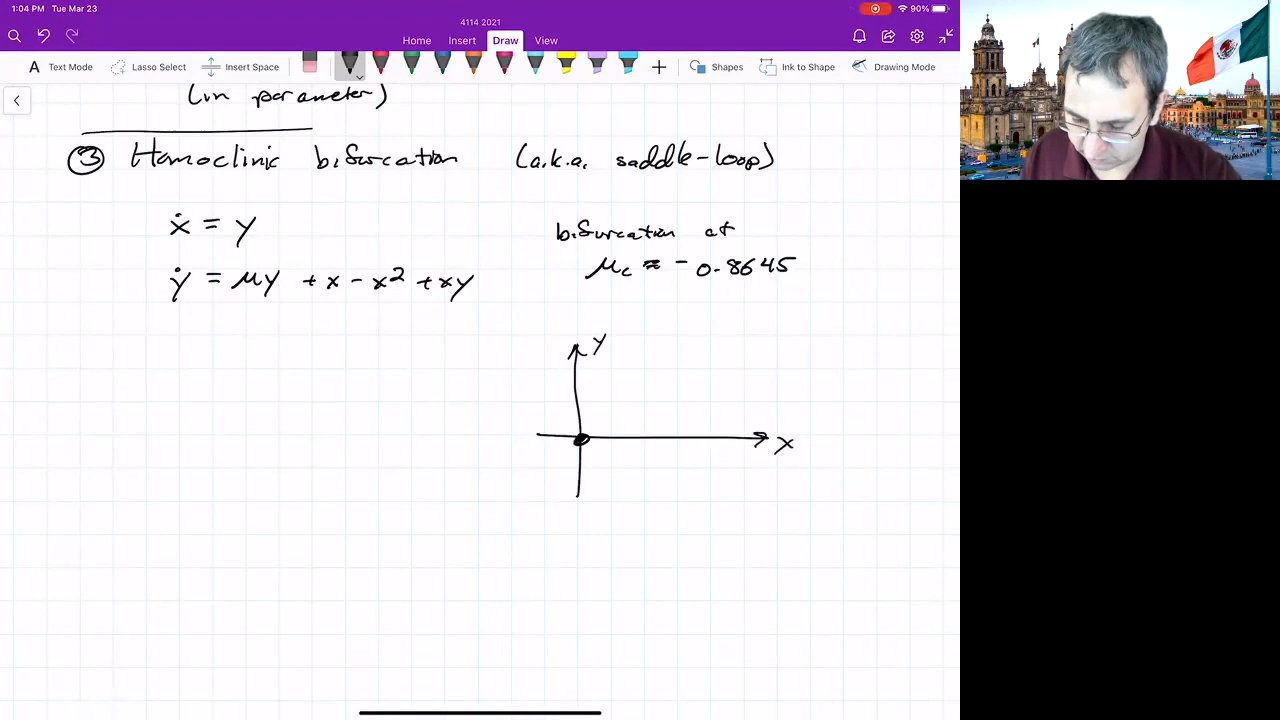 1:04 PM Tue Mar 23
90%
4114 2021
Home Insert Draw View
A Text Mode Lasso Select Insert Space Shapes Ink to Shape Drawing Mode
(in parameter)
③ Homoclinic bifurcation (a.k.a. saddle-loop)
ẋ = y
bifurcation at
ẏ = μy + x - x² + xy
μc ≈ -0.8645
y
x